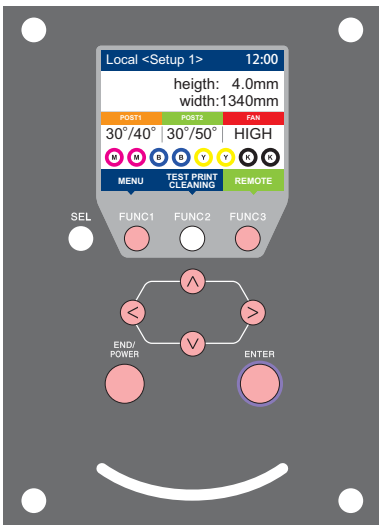 Local <Setup 1> 12:00
heigth: 4.0mm
width:1340mm
POST1 POST2 FAN
30°/40° 30°/50° HIGH
M M B B Y Y K K
MENU TEST PRINT CLEANING REMOTE
SEL FUNC1 FUNC2 FUNC3
END/
POWER
ENTER